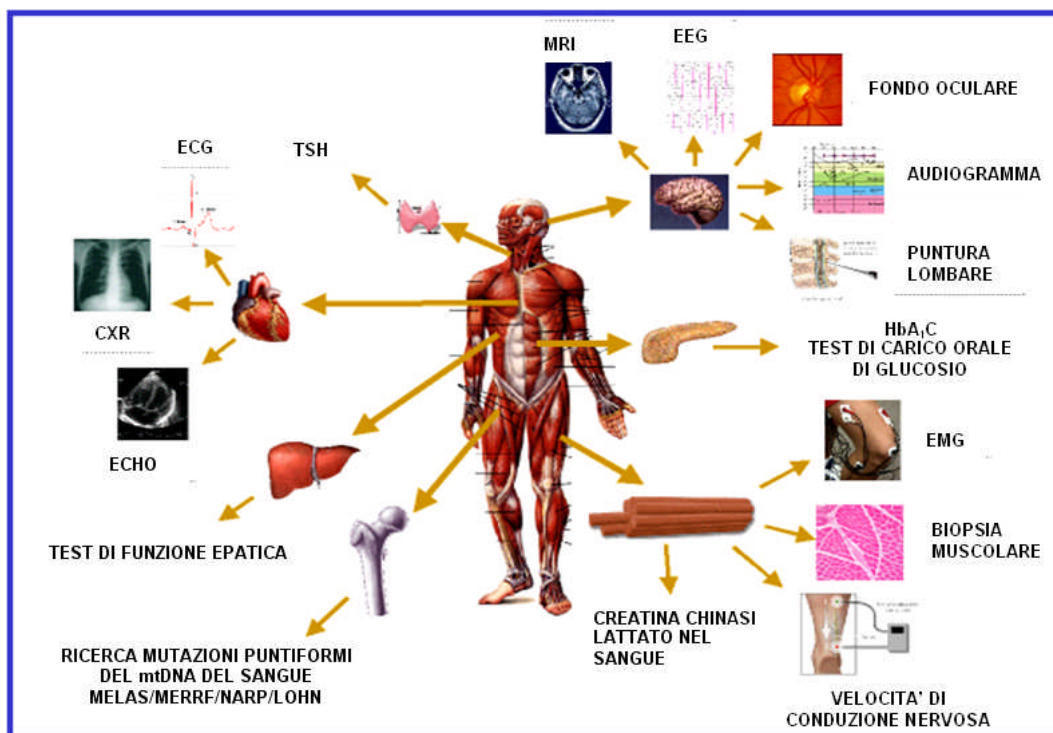 MRI
EEG
FONDO OCULARE
ECG
TSH
AUDIOGRAMMA
PUNTURA
LOMBARE
CXR
HbA₁C
TEST DI CARICO ORALE
DI GLUCOSIO
ECHO
EMG
TEST DI FUNZIONE EPATICA
BIOPSIA
MUSCOLARE
CREATINA CHINASI
LATTATO NEL
SANGUE
RICERCA MUTAZIONI PUNTIFORMI
DEL mtDNA DEL SANGUE
MELAS/MERRF/NARP/LOHN
VELOCITA' DI
CONDUZIONE NERVOSA